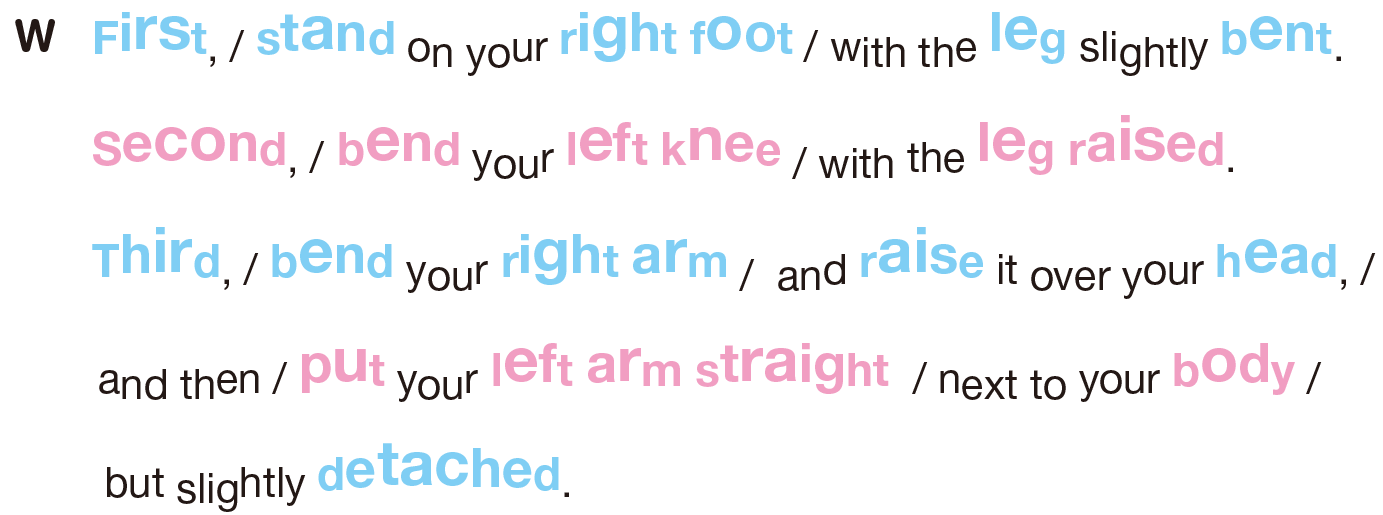 W First, / stand on your right foot / with the leg slightly bent.
second, / bend your left knee / with the leg raised.
Third, / bend your right arm / and raise it over your head, /
and then / put your left arm straight / next to your body /
but slightly detached.